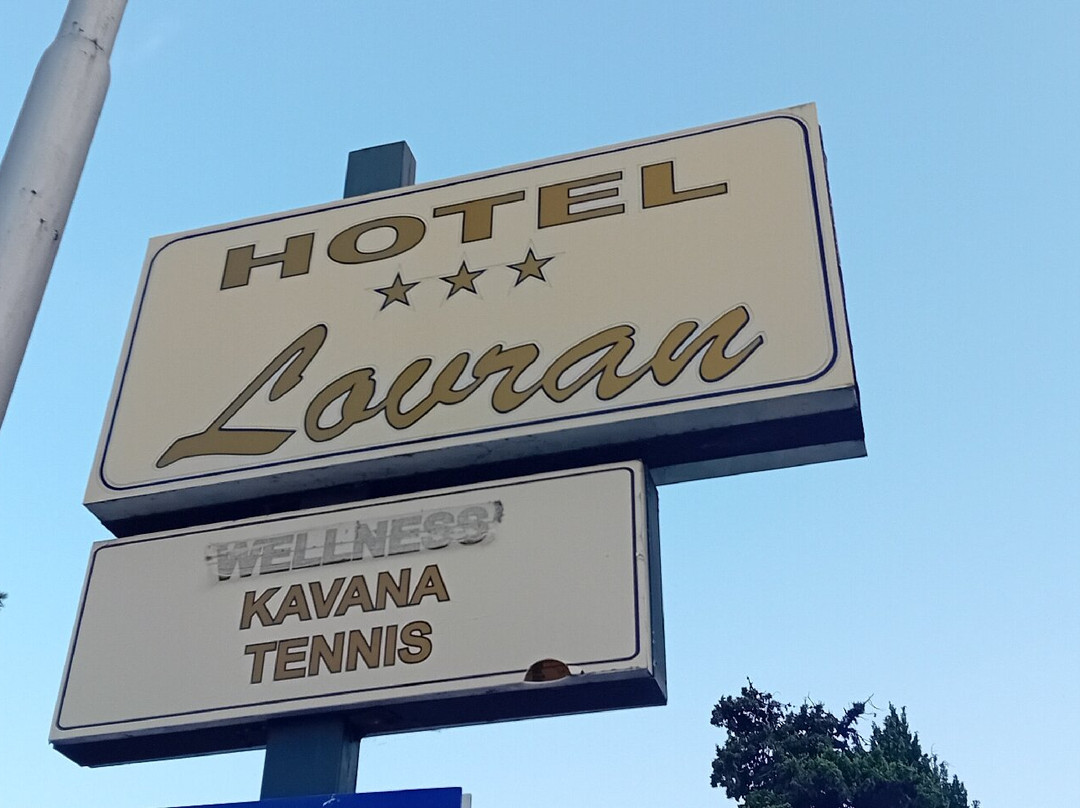 HOTEL
Lovran
WELLNESS
KAVANA
TENNIS